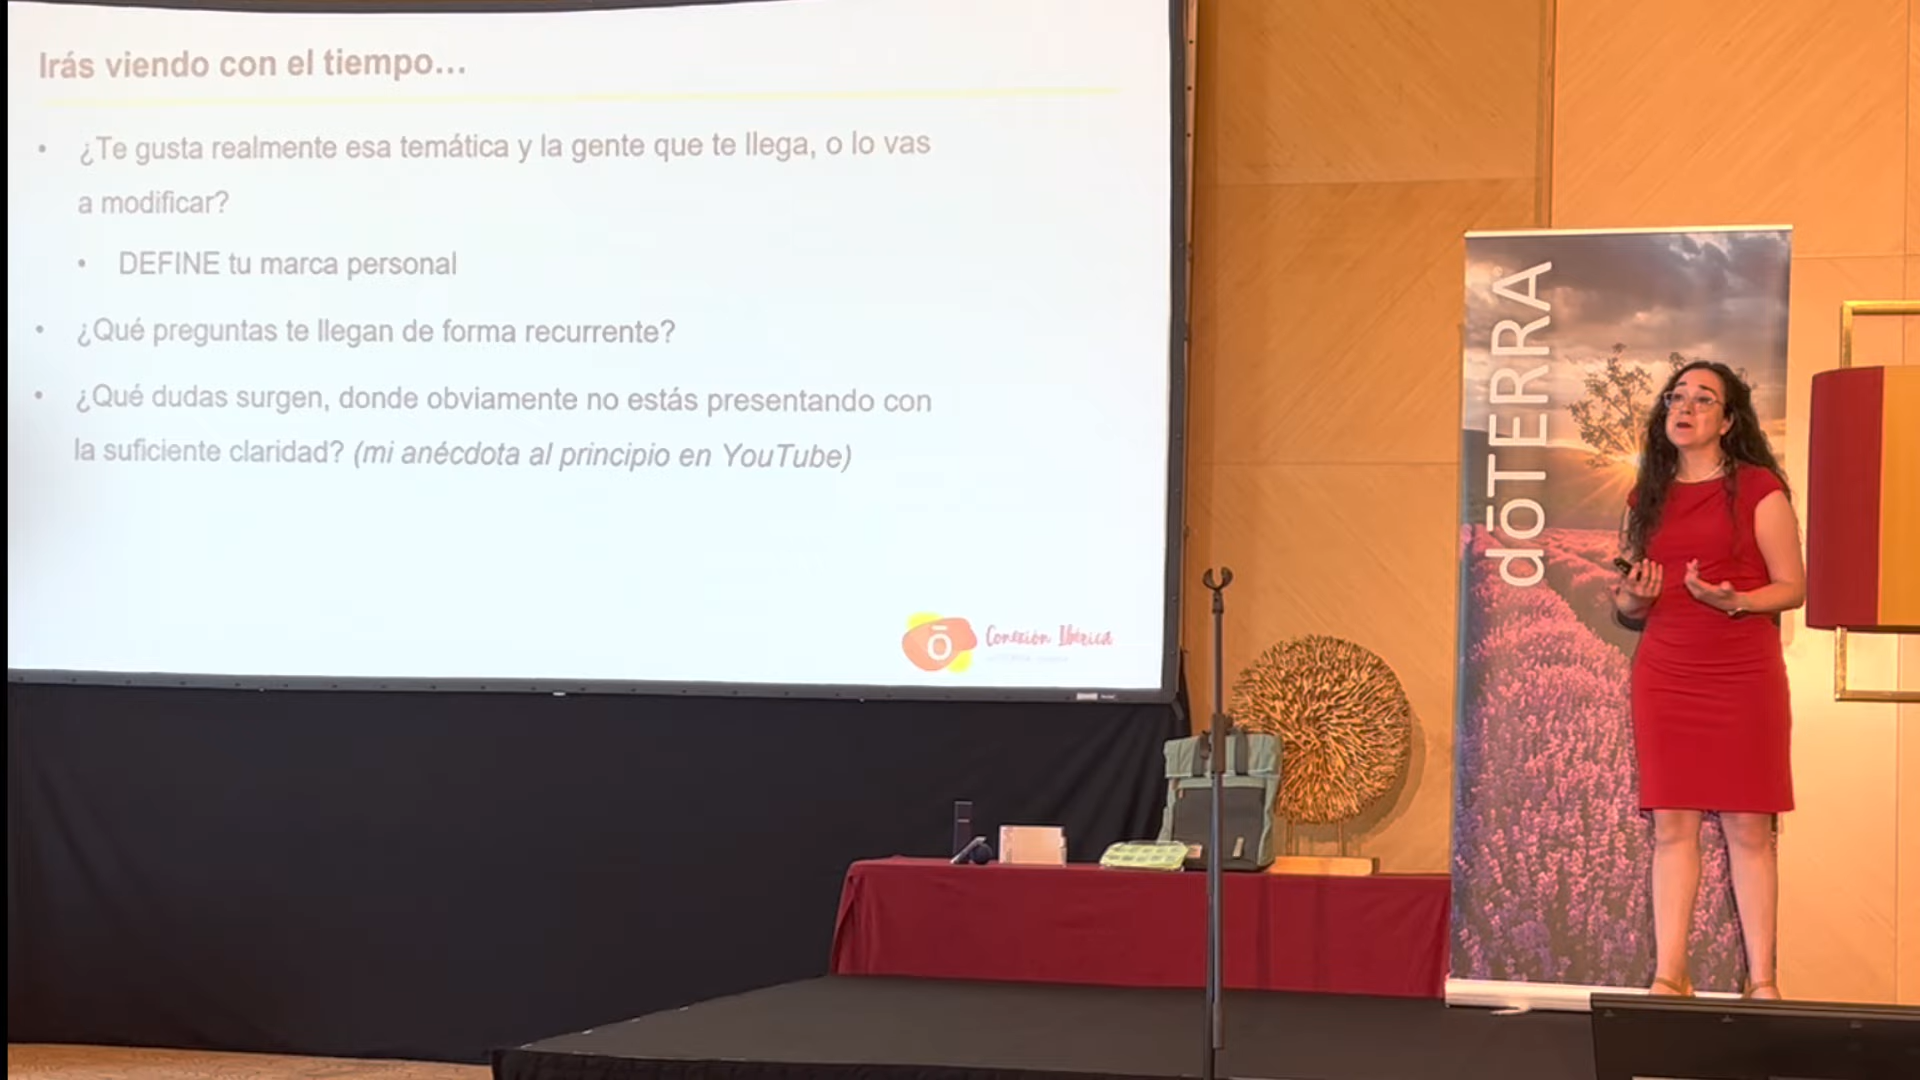 Irás viendo con el tiempo...
• ¿Te gusta realmente esa temática y la gente que te llega, o lo vas
a modificar?
• DEFINE tu marca personal
• ¿Qué preguntas te llegan de forma recurrente?
• ¿Qué dudas surgen, donde obviamente no estás presentando con
la suficiente claridad? (mi anécdota al principio en YouTube)
ō Conexión Ibérica
dōTERRA